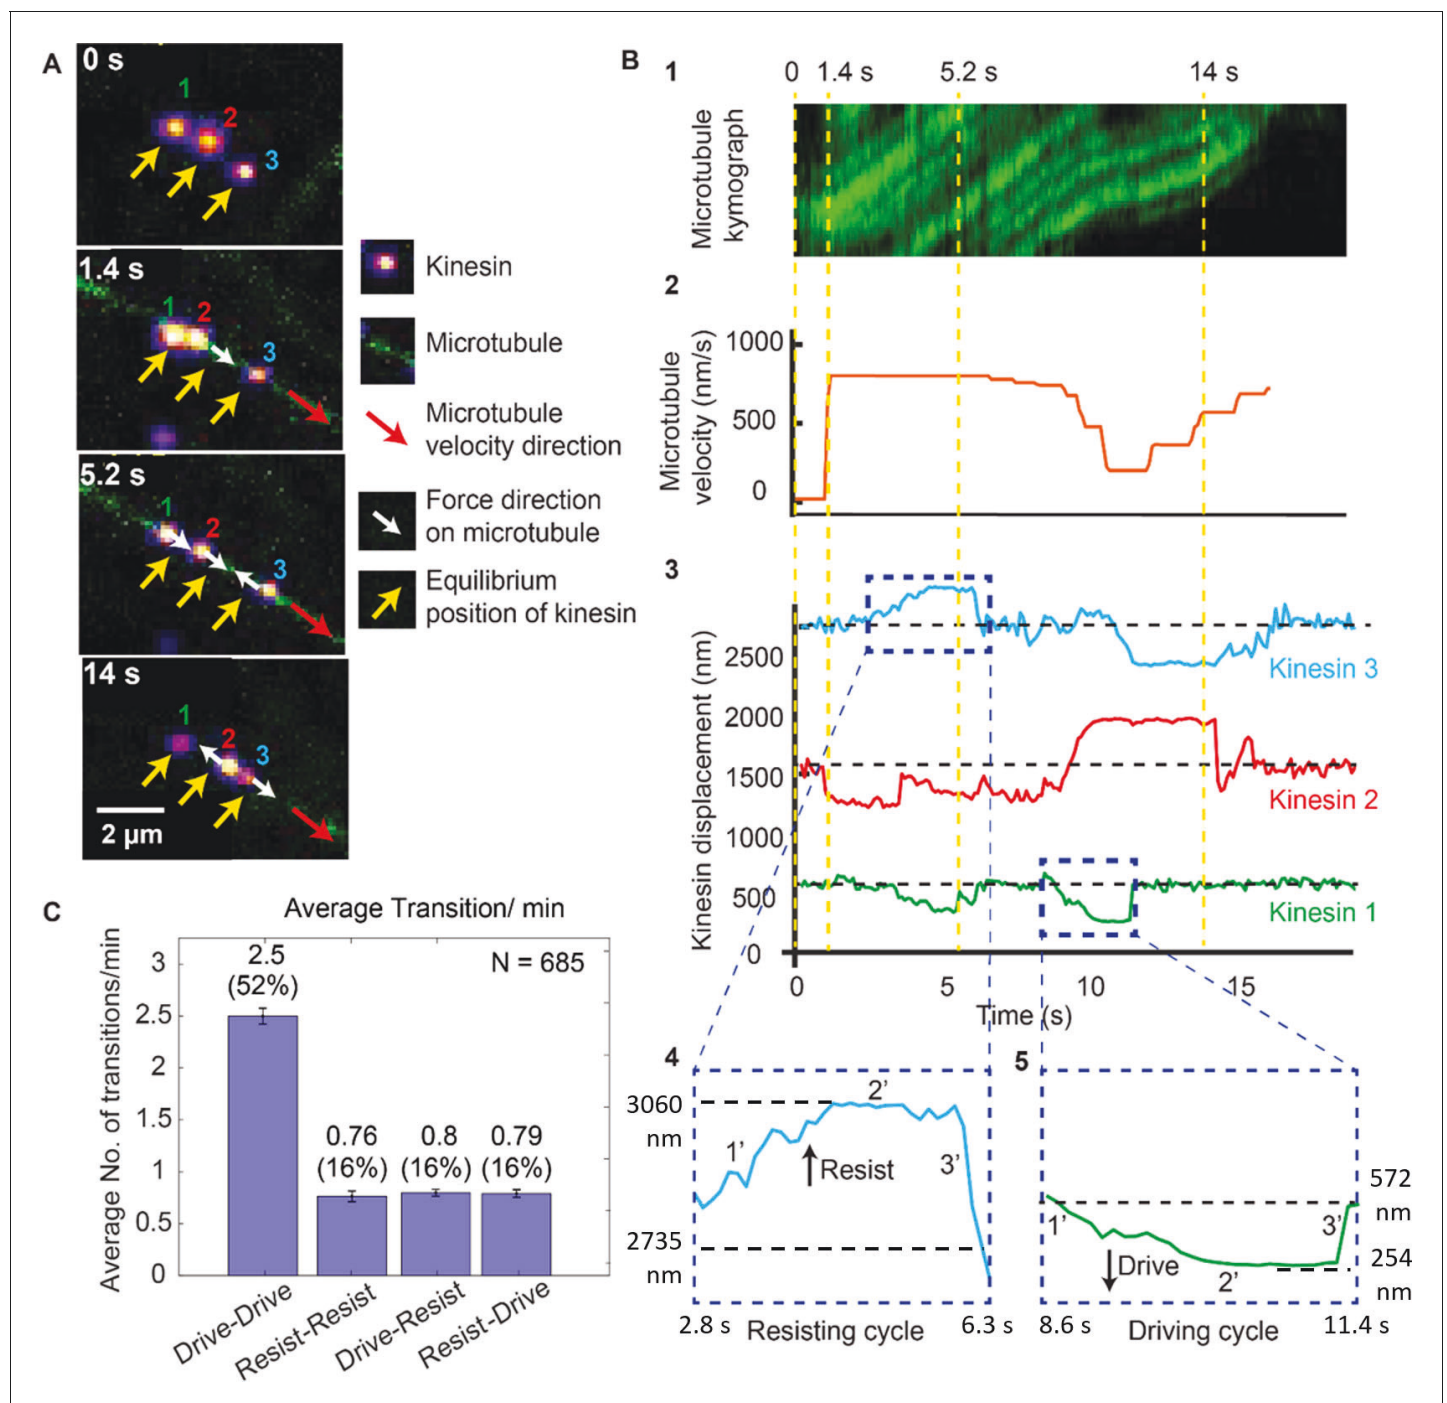 A
0 s
1
2
3
1.4 s
1
2
3
5.2 s
1
2
3
14 s
1
2
3
2 µm
Kinesin
Microtubule
Microtubule
velocity direction
Force direction
on microtubule
Equilibrium
position of kinesin
B
1
0
1.4 s
5.2 s
14 s
Microtubule
kymograph
2
Microtubule
velocity (nm/s)
1000
500
0
3
Kinesin displacement (nm)
2500
2000
1500
1000
500
0
Kinesin 3
Kinesin 2
Kinesin 1
0
5
10
15
Time (s)
4
3060
nm
2735
nm
1'
2'
3'
Resist
2.8 s
Resisting cycle
6.3 s
5
572
nm
254
nm
1'
2'
3'
Drive
8.6 s
Driving cycle
11.4 s
C
Average Transition/ min
N = 685
Average No. of transitions/min
3
2.5
2
1.5
1
0.5
0
2.5
(52%)
0.76
(16%)
0.8
(16%)
0.79
(16%)
Drive-Drive
Resist-Resist
Drive-Resist
Resist-Drive